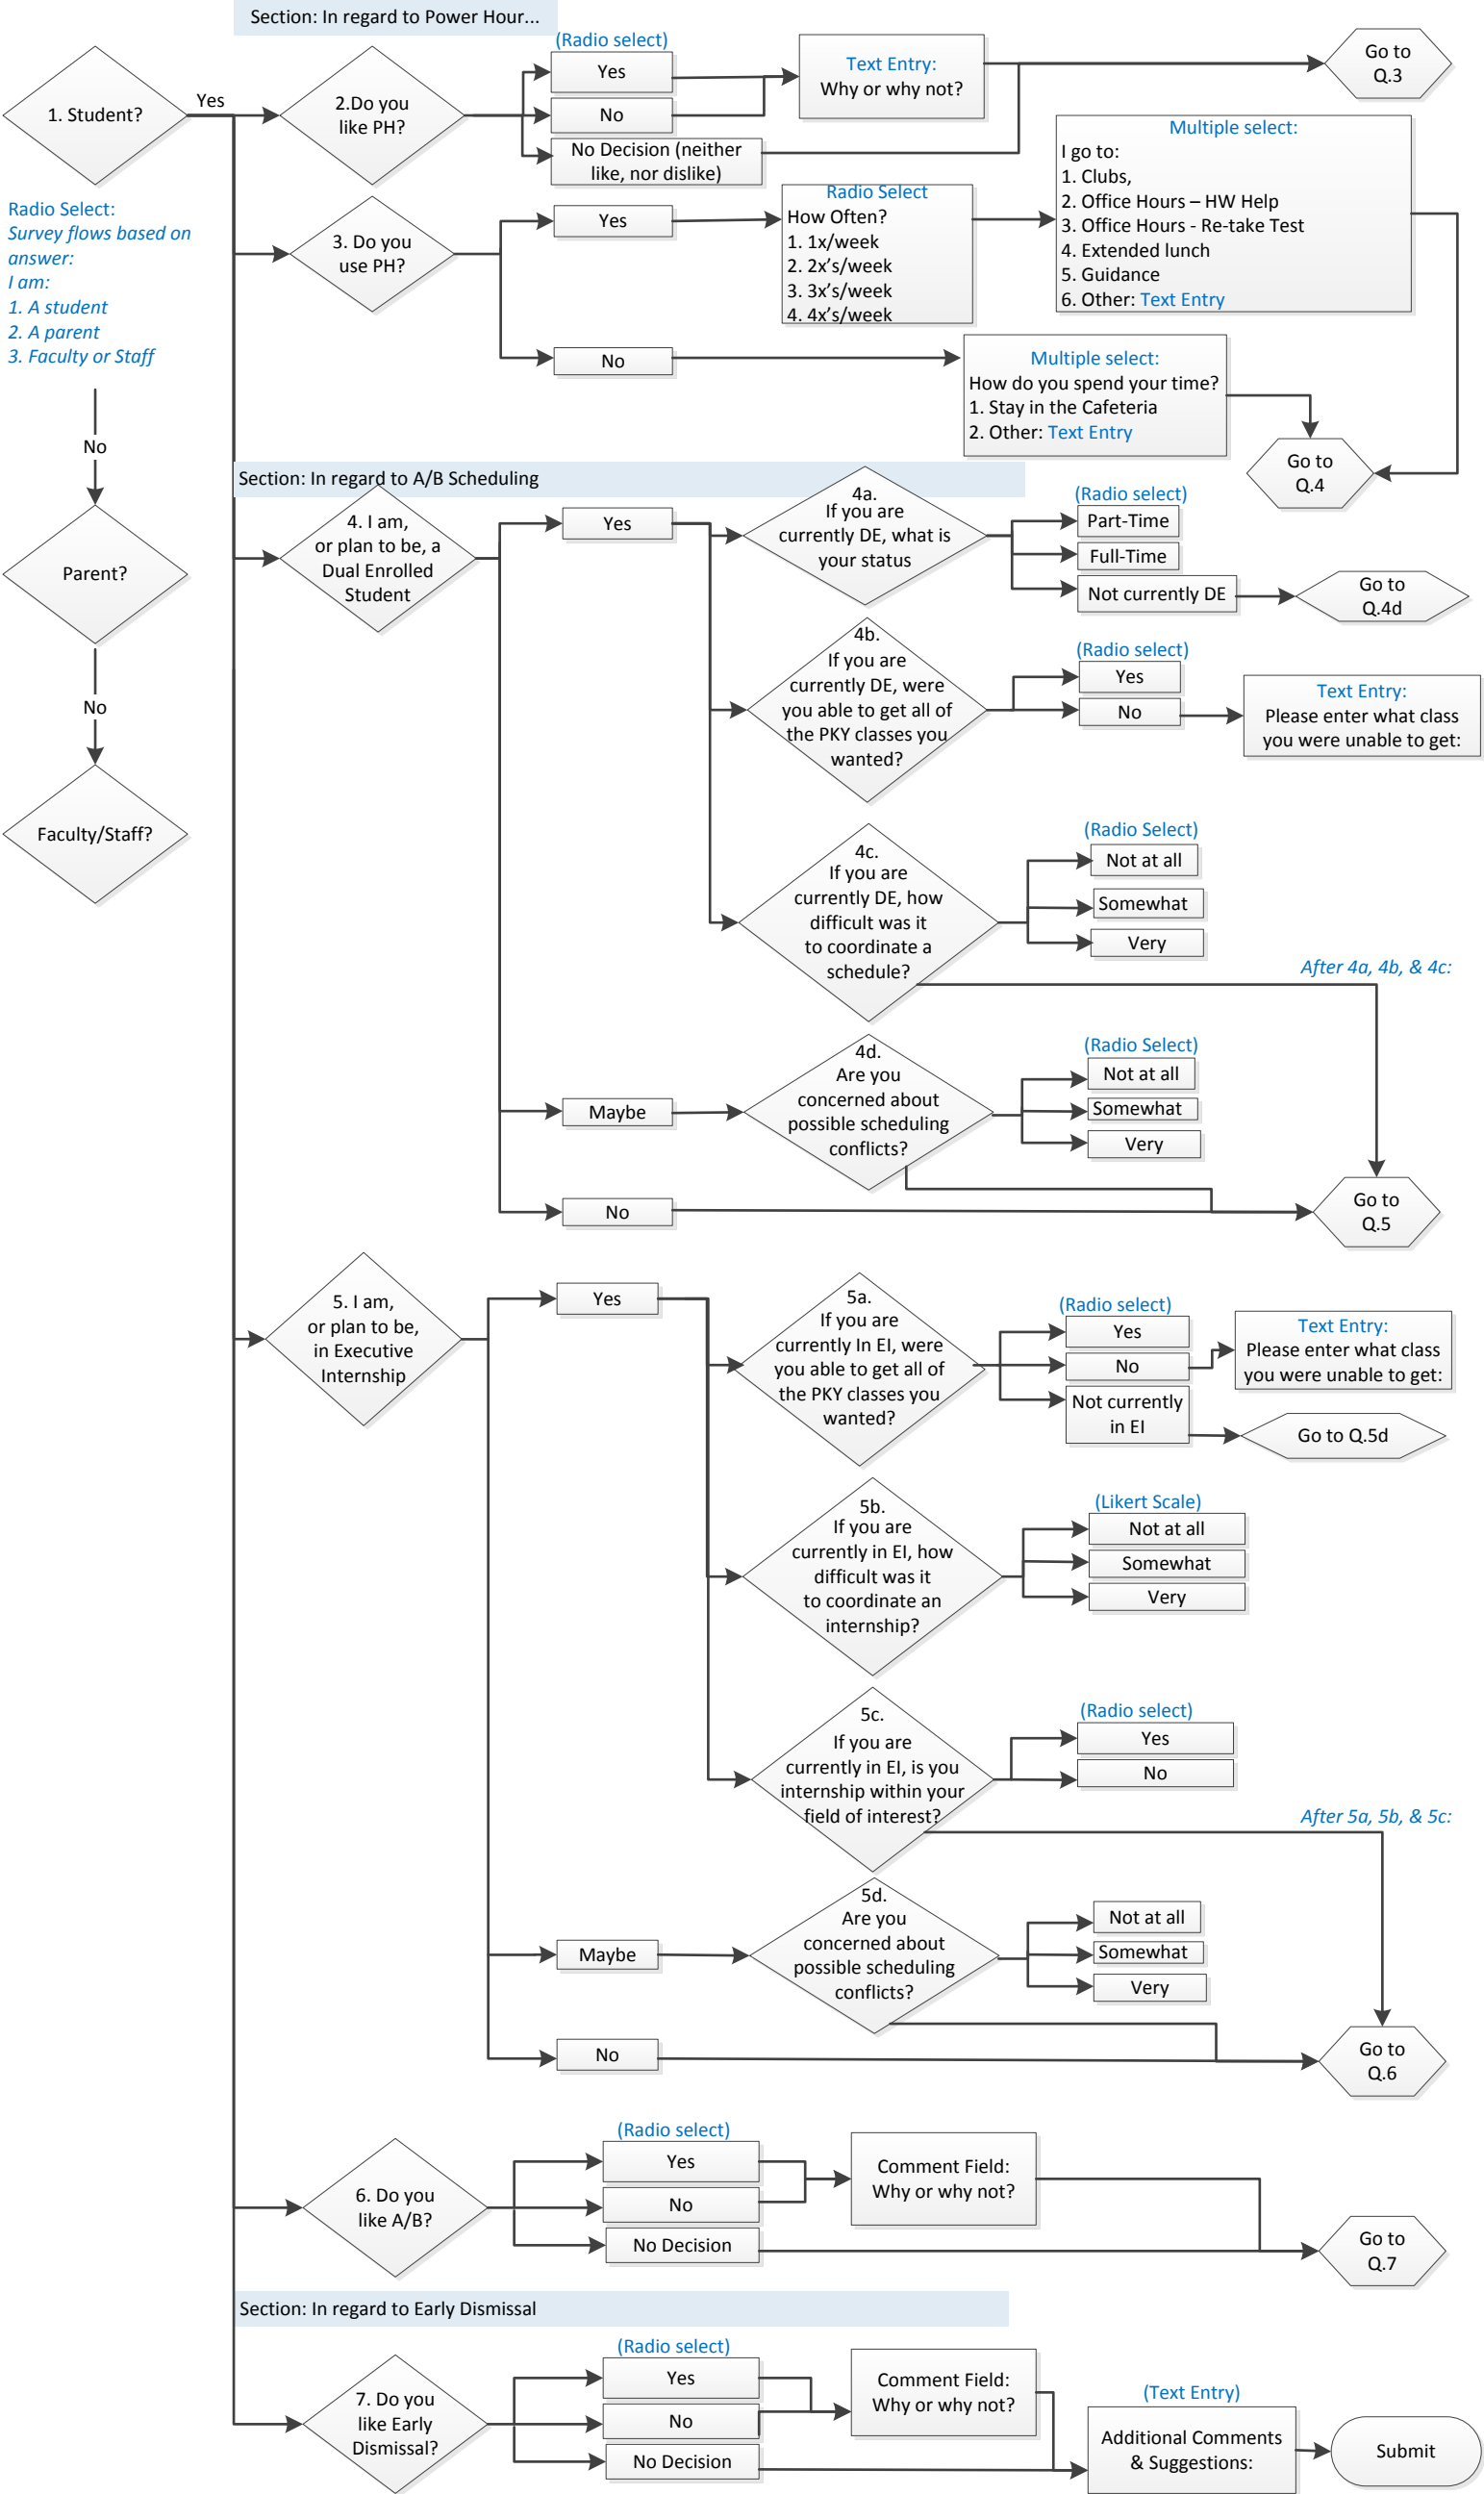 Section: In regard to Power Hour...
1. Student?
Yes
Radio Select:
Survey flows based on
answer:
I am:
1. A student
2. A parent
3. Faculty or Staff
No
Parent?
No
Faculty/Staff?
2.Do you
like PH?
(Radio select)
Yes
No
No Decision (neither
like, nor dislike)
Text Entry:
Why or why not?
Go to
Q.3
3. Do you
use PH?
Yes
Radio Select
How Often?
1. 1x/week
2. 2x's/week
3. 3x's/week
4. 4x's/week
Multiple select:
I go to:
1. Clubs,
2. Office Hours – HW Help
3. Office Hours - Re-take Test
4. Extended lunch
5. Guidance
6. Other: Text Entry
No
Multiple select:
How do you spend your time?
1. Stay in the Cafeteria
2. Other: Text Entry
Go to
Q.4
Section: In regard to A/B Scheduling
4. I am,
or plan to be, a
Dual Enrolled
Student
Yes
4a.
If you are
currently DE, what is
your status
(Radio select)
Part-Time
Full-Time
Not currently DE
Go to
Q.4d
4b.
If you are
currently DE, were
you able to get all of
the PKY classes you
wanted?
(Radio select)
Yes
No
Text Entry:
Please enter what class
you were unable to get:
4c.
If you are
currently DE, how
difficult was it
to coordinate a
schedule?
(Radio Select)
Not at all
Somewhat
Very
After 4a, 4b, & 4c:
Maybe
4d.
Are you
concerned about
possible scheduling
conflicts?
(Radio Select)
Not at all
Somewhat
Very
No
Go to
Q.5
5. I am,
or plan to be,
in Executive
Internship
Yes
5a.
If you are
currently In EI, were
you able to get all of
the PKY classes you
wanted?
(Radio select)
Yes
No
Not currently
in EI
Text Entry:
Please enter what class
you were unable to get:
Go to Q.5d
5b.
If you are
currently in EI, how
difficult was it
to coordinate an
internship?
(Likert Scale)
Not at all
Somewhat
Very
5c.
If you are
currently in EI, is you
internship within your
field of interest?
(Radio select)
Yes
No
After 5a, 5b, & 5c:
Maybe
5d.
Are you
concerned about
possible scheduling
conflicts?
Not at all
Somewhat
Very
No
Go to
Q.6
6. Do you
like A/B?
(Radio select)
Yes
No
No Decision
Comment Field:
Why or why not?
Go to
Q.7
Section: In regard to Early Dismissal
7. Do you
like Early
Dismissal?
(Radio select)
Yes
No
No Decision
Comment Field:
Why or why not?
(Text Entry)
Additional Comments
& Suggestions:
Submit